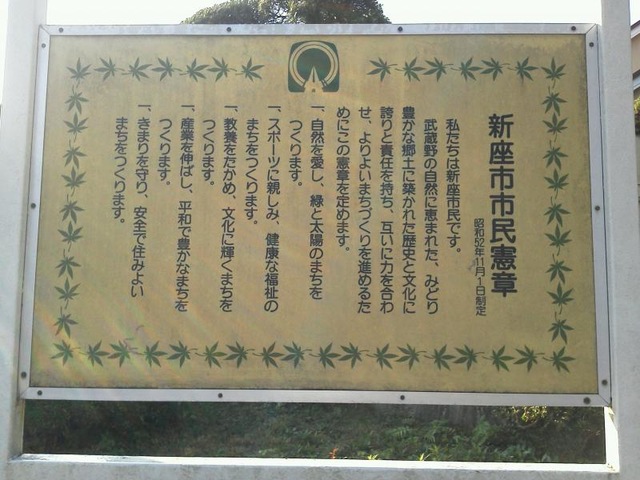 新座市市民憲章
昭和52年11月1日制定
私たちは新座市民です。
武蔵野の自然に恵まれた、みどり
豊かな郷土に築かれた歴史と文化に
誇りと責任を持ち、互いに力を合わ
せ、よりよいまちづくりを進めるた
めにこの憲章を定めます。
一、自然を愛し、緑と太陽のまちを
つくります。
一、スポーツに親しみ、健康な福祉の
まちをつくります。
一、教養をたかめ、文化に輝くまちを
つくります。
一、産業を伸ばし、平和で豊かなまちを
つくります。
一、きまりを守り、安全で住みよい
まちをつくります。